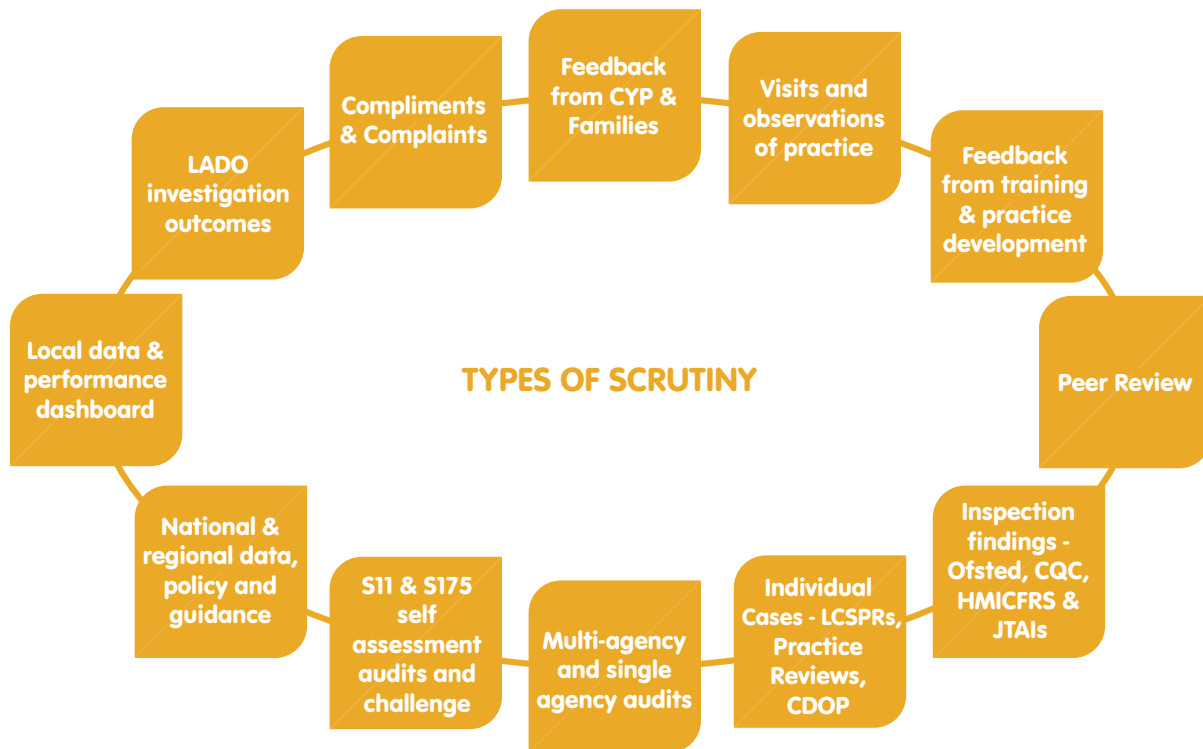 Feedback
from CYP &
Families
Visits and
observations
of practice
Feedback
from training
& practice
development
Peer Review
Inspection
findings -
Ofsted, CQC,
HMICFRS &
JTAIs
Individual
Cases - LCSPRs,
Practice
Reviews,
CDOP
Multi-agency
and single
agency audits
S11 & S175
self
assessment
audits and
challenge
National &
regional data,
policy and
guidance
Local data &
performance
dashboard
LADO
investigation
outcomes
Compliments
& Complaints
TYPES OF SCRUTINY